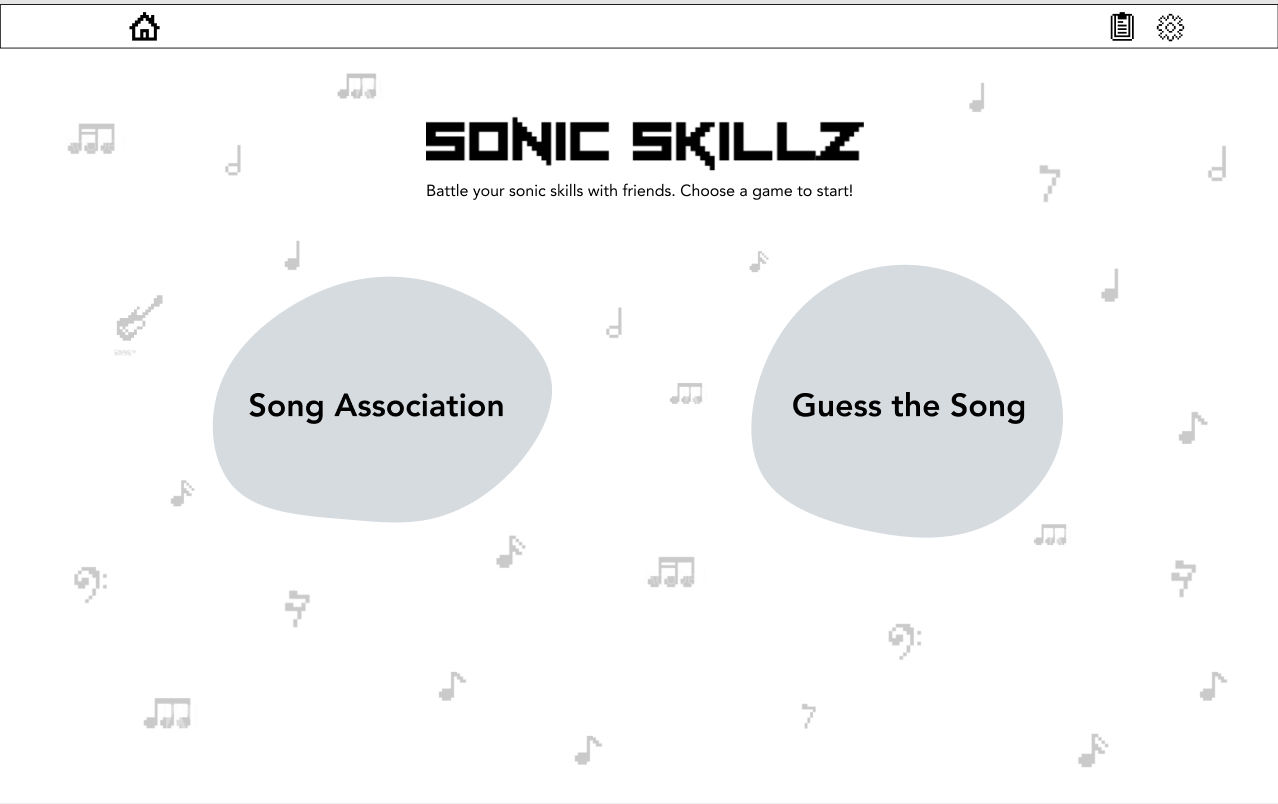 SONIC SKILLZ
Battle your sonic skills with friends. Choose a game to start!
Song Association
Guess the Song